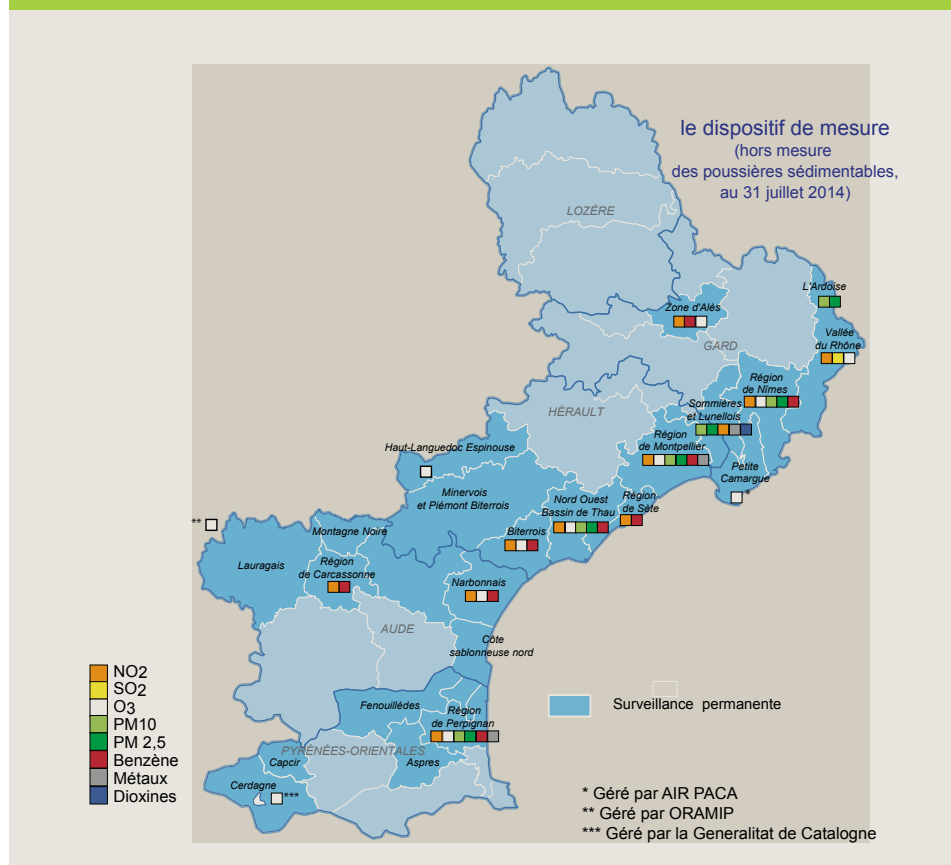 le dispositif de mesure
(hors mesure
des poussières sédimentables,
au 31 juillet 2014)
LOZÈRE
L'Ardoise
Zone d'Alès
Vallée
du Rhône
GARD
Région
de Nîmes
HÉRAULT
Sommières
et Lunellois
Région
de Montpellier
Haut-Languedoc Espinouse
Petite
Camargue
*
Minervois
et Piémont Biterrois
Nord Ouest
Bassin de Thau
Région
de Sète
**
Montagne Noire
Biterrois
Lauragais
Région
de Carcassonne
Narbonnais
AUDE
Côte
sablonneuse nord
NO2
SO2
O3
PM10
PM 2,5
Benzène
Métaux
Dioxines
Fenouillèdes
Région
de Perpignan
PYRÉNÉES-ORIENTALES
Capcir
Aspres
Cerdagne
***
Surveillance permanente
* Géré par AIR PACA
** Géré par ORAMIP
*** Géré par la Generalitat de Catalogne